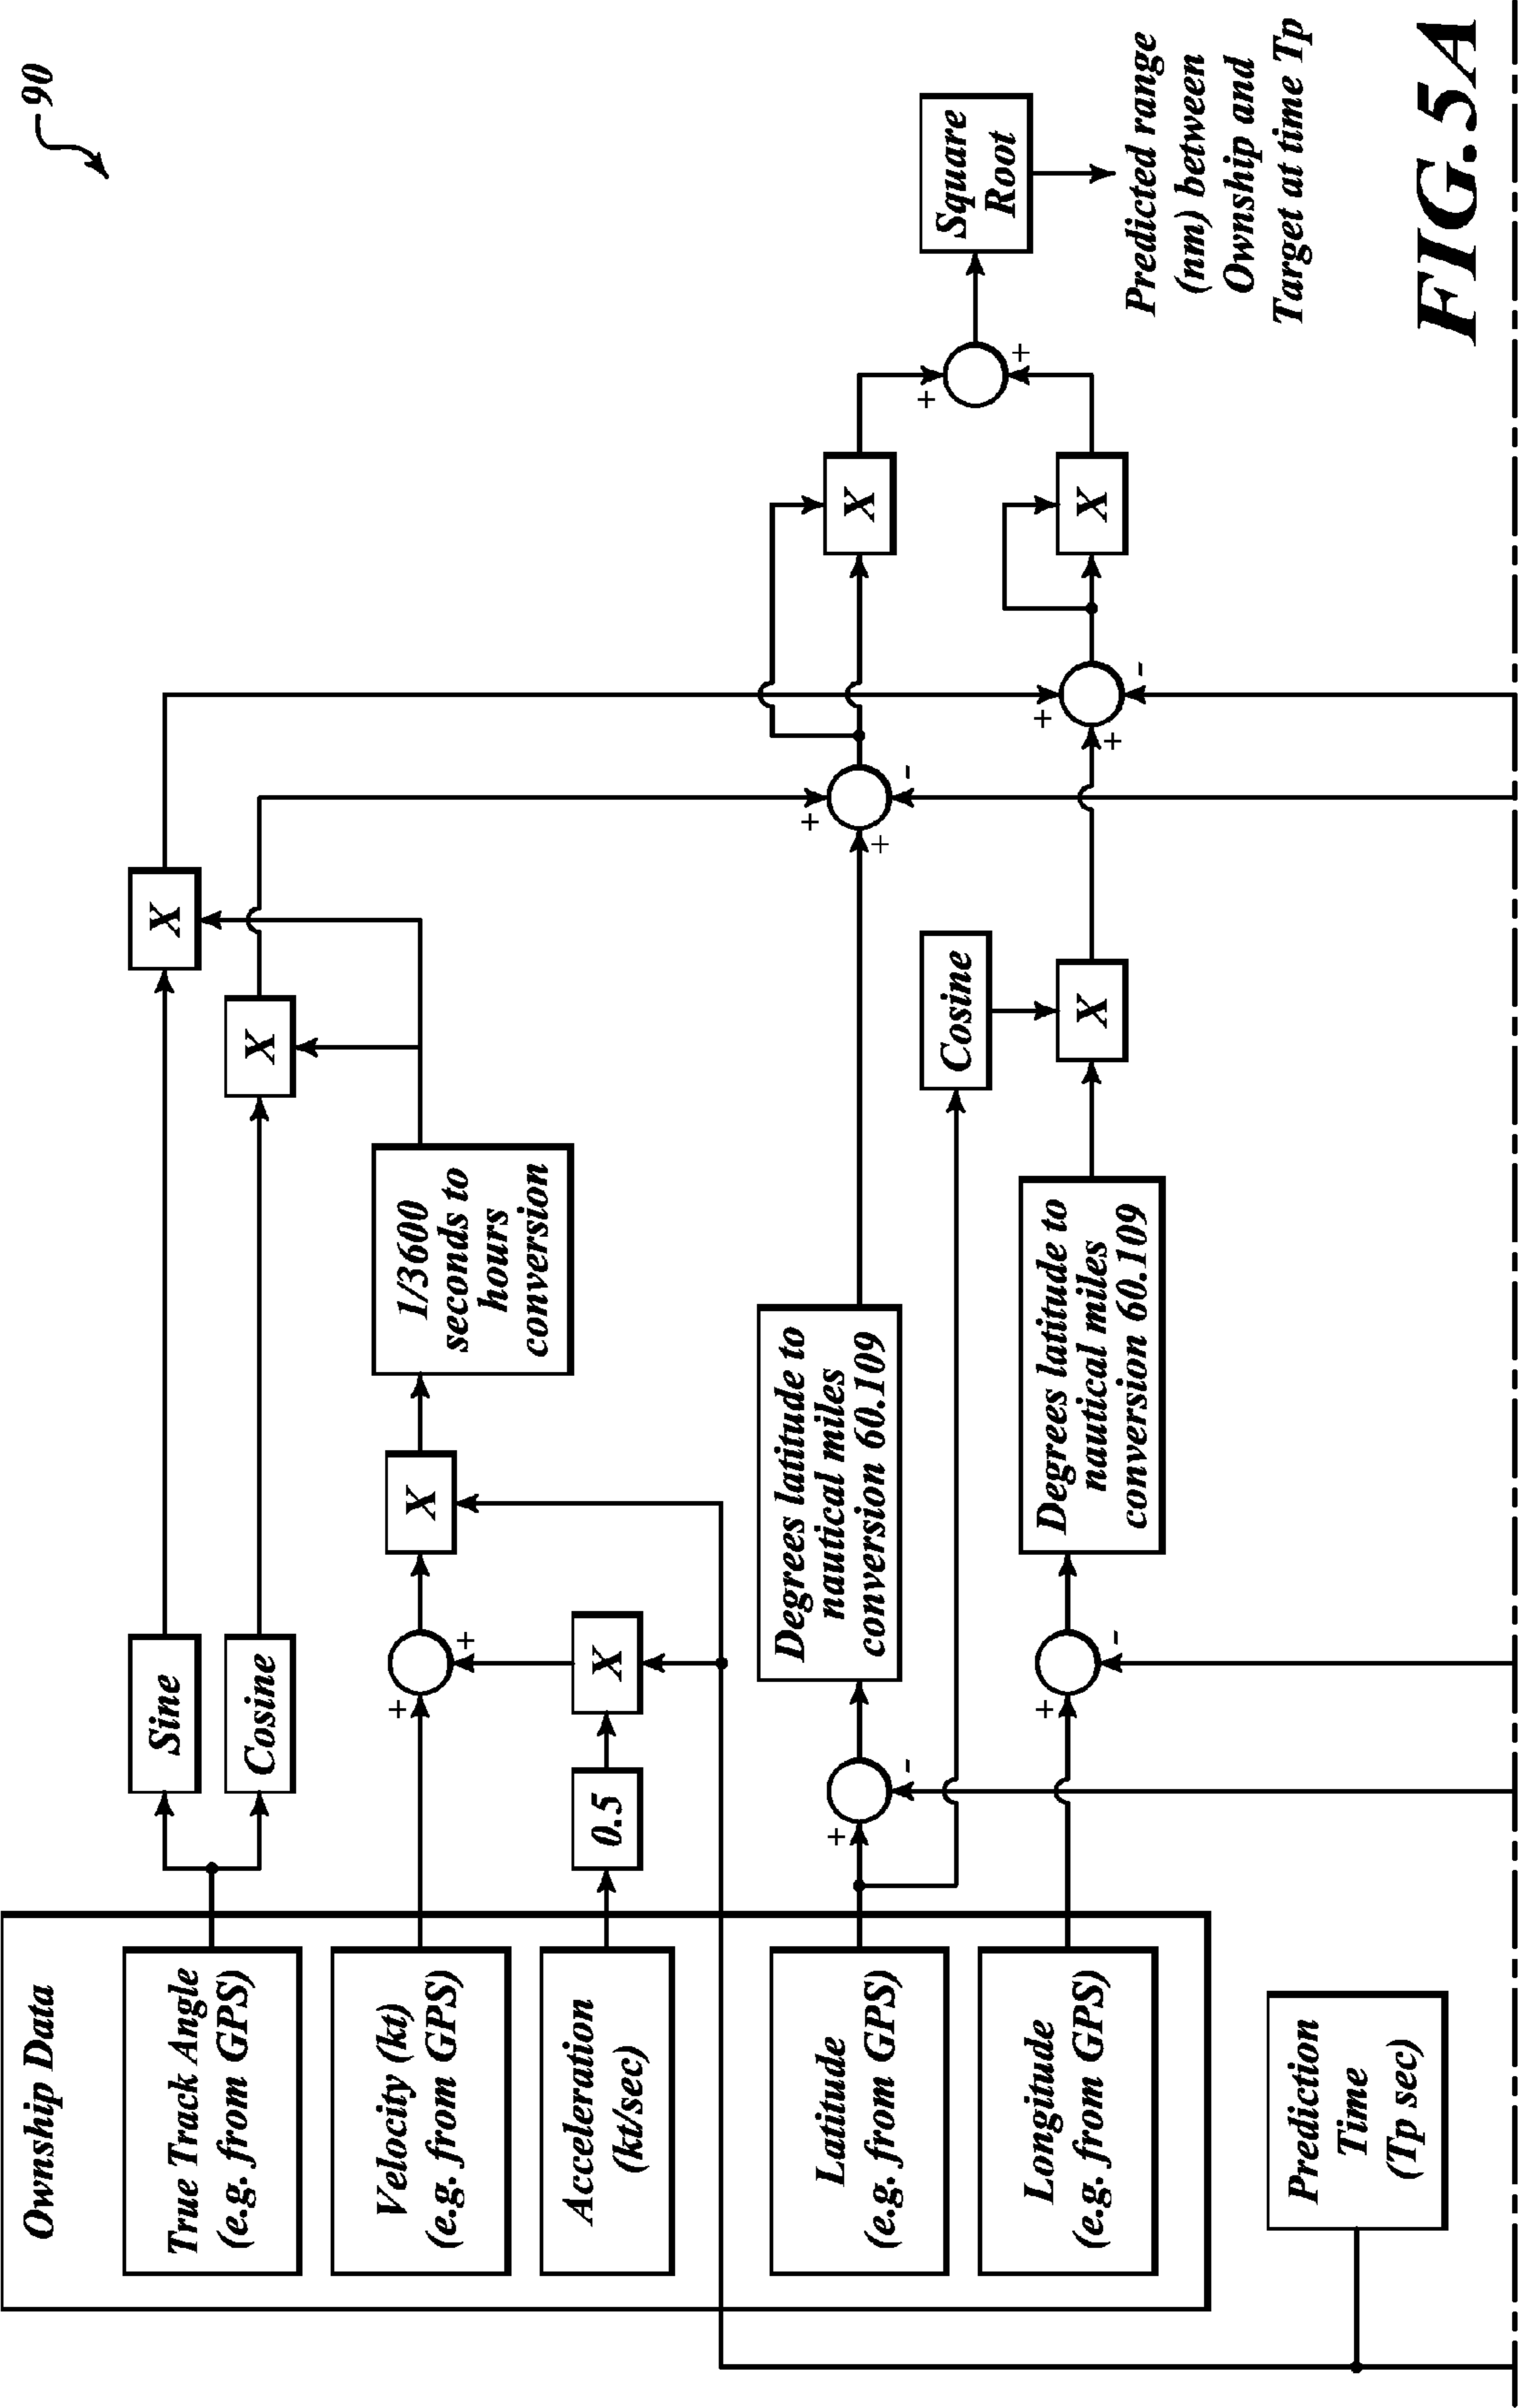 90
Ownship Data
True Track Angle
(e.g. from GPS)
Sine
Cosine
X
X
Velocity (kt)
(e.g. from GPS)
+
+
X
1/3600
seconds to
hours
conversion
Acceleration
(kt/sec)
0.5
X
Latitude
(e.g. from GPS)
+
-
Degrees latitude to
nautical miles
conversion 60.109
+
+
-
X
Cosine
+
+
Square
Root
Longitude
(e.g. from GPS)
+
-
Degrees latitude to
nautical miles
conversion 60.109
X
+
+
-
X
Predicted range
(nm) between
Ownship and
Target at time Tp
Prediction
Time
(Tp sec)
FIG.5A